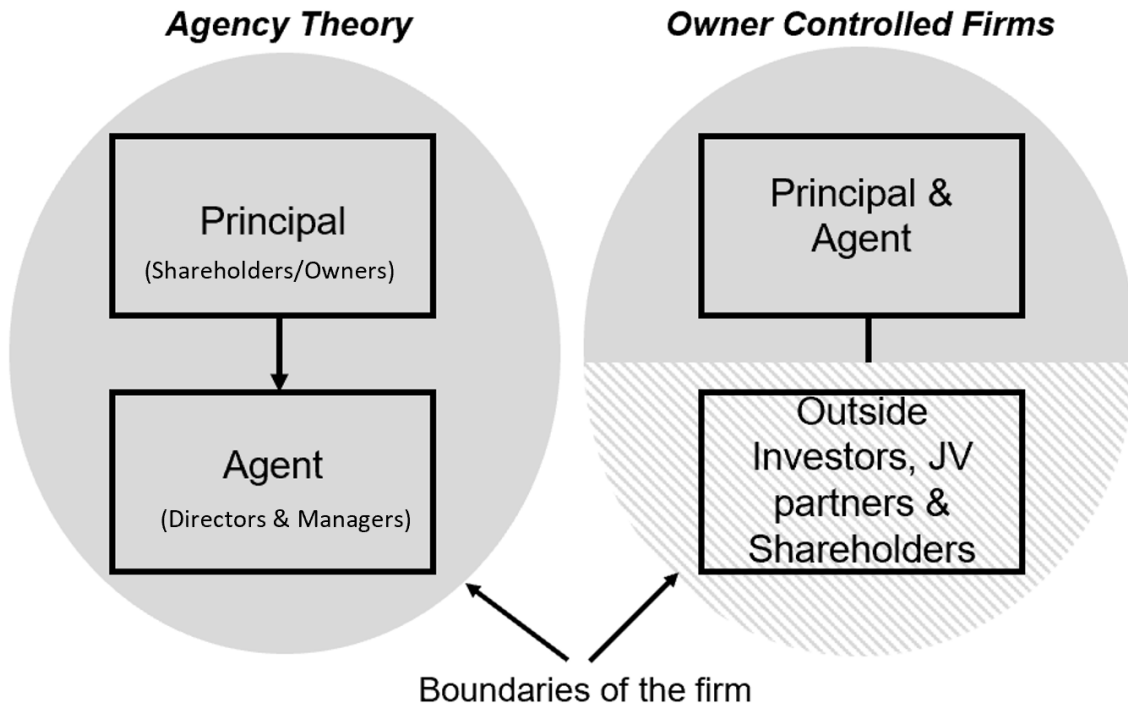 Agency Theory
Owner Controlled Firms
Principal
(Shareholders/Owners)
Agent
(Directors & Managers)
Principal &
Agent
Outside
Investors, JV
partners &
Shareholders
Boundaries of the firm